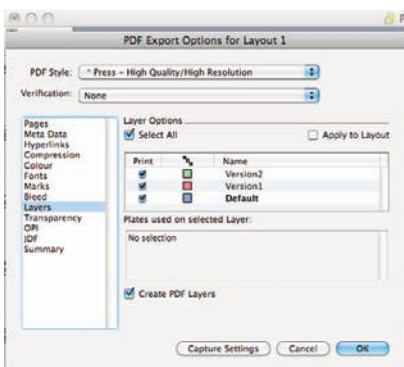 PDF Export Options for Layout 1
PDF Style: * Press - High Quality/High Resolution
Verification: None
Pages
Meta Data
Hyperlinks
Compression
Colour
Fonts
Marks
Bleed
Layers
Transparency
OPI
JDF
Summary
Layer Options
Select All Apply to Layout
Print Name
Version2
Version1
Default
Plates used on selected Layer:
No selection
Create PDF Layers
Capture Settings Cancel OK